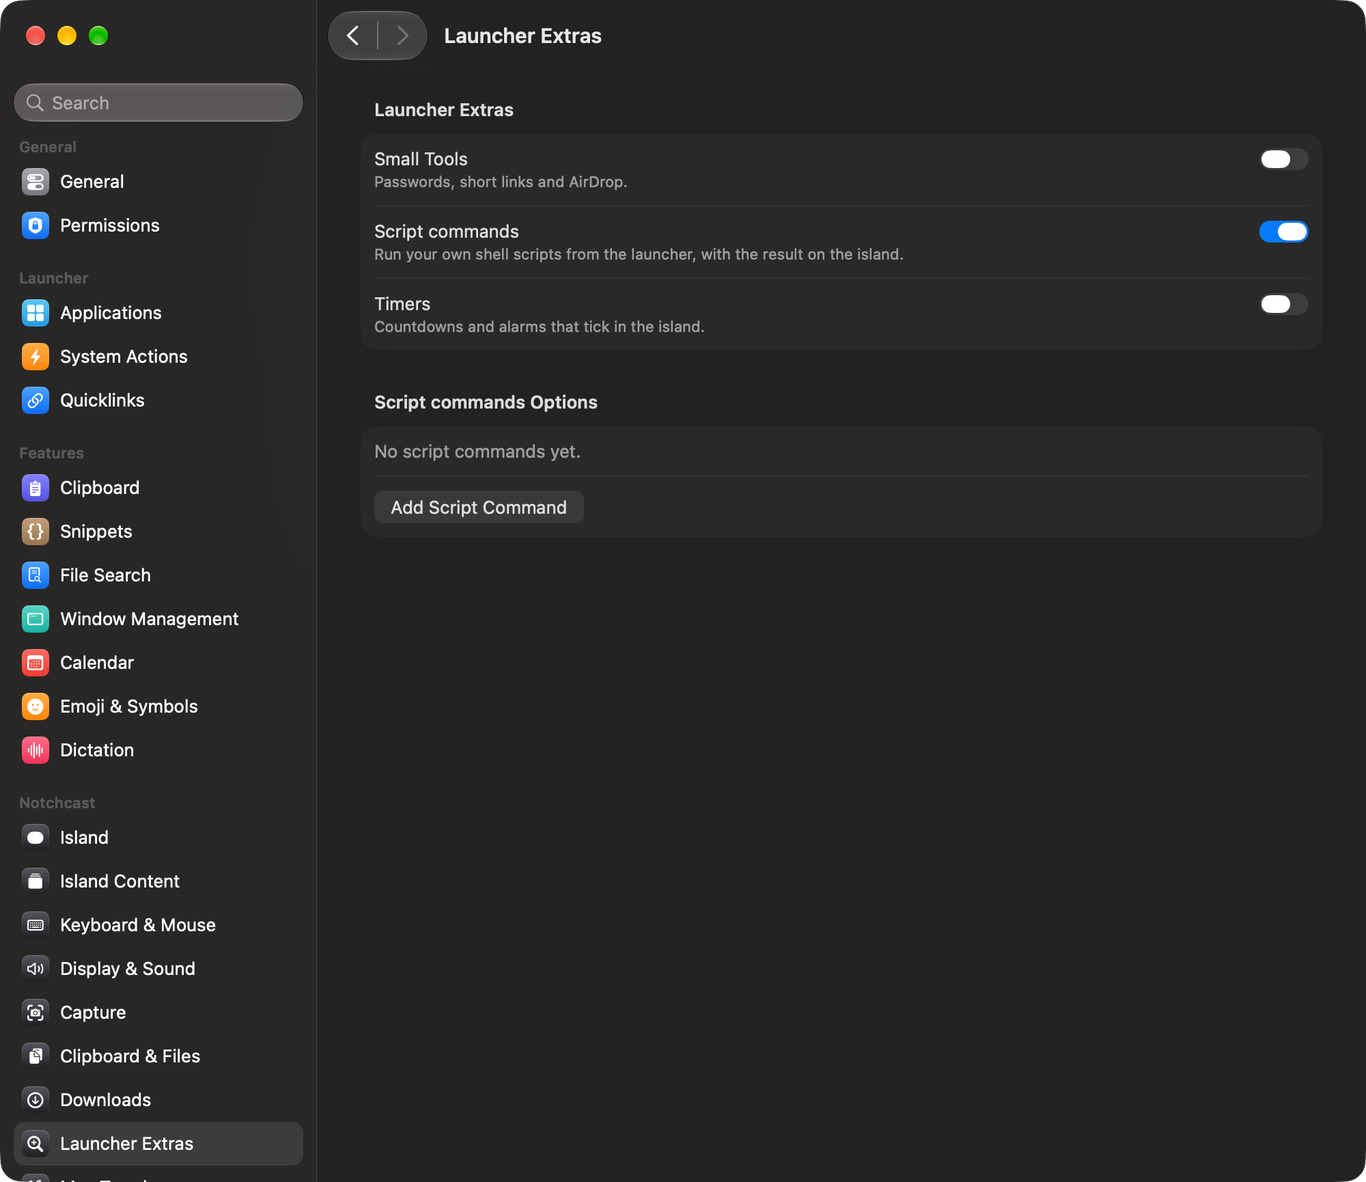 Launcher Extras
Search
General
General
Permissions
Launcher
Applications
System Actions
Quicklinks
Features
Clipboard
Snippets
File Search
Window Management
Calendar
Emoji & Symbols
Dictation
Notchcast
Island
Island Content
Keyboard & Mouse
Display & Sound
Capture
Clipboard & Files
Downloads
Launcher Extras
Launcher Extras
Small Tools
Passwords, short links and AirDrop.
Script commands
Run your own shell scripts from the launcher, with the result on the island.
Timers
Countdowns and alarms that tick in the island.
Script commands Options
No script commands yet.
Add Script Command